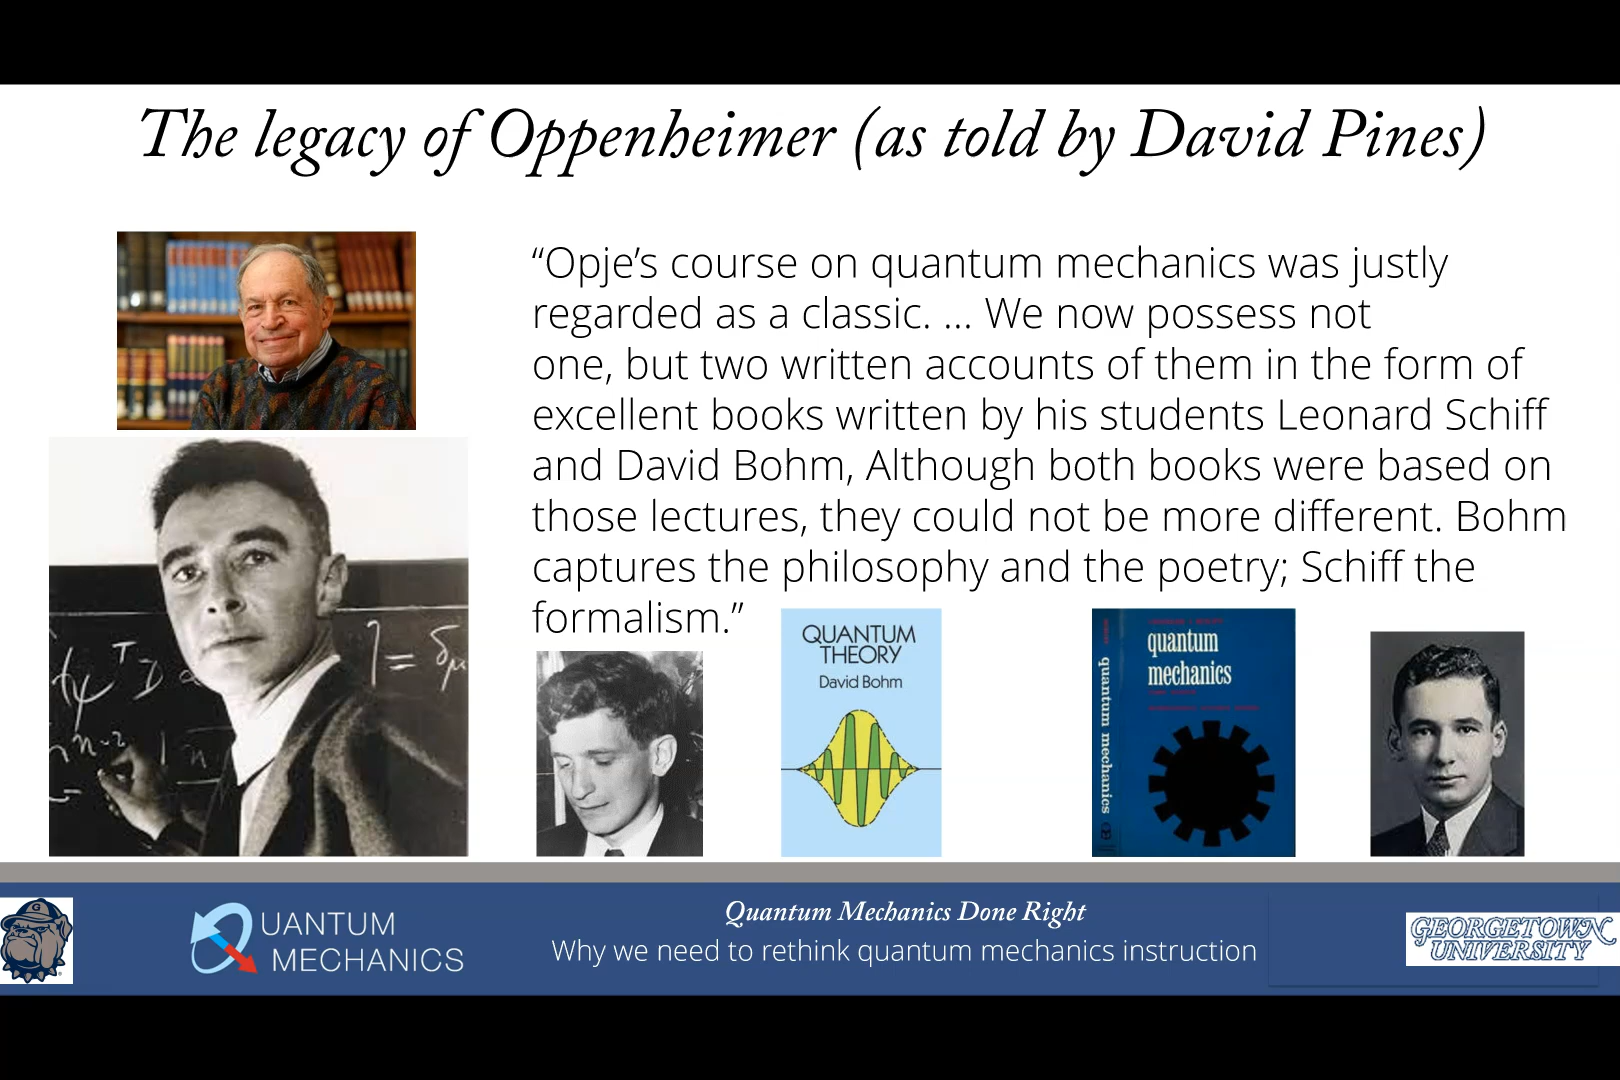 The legacy of Oppenheimer (as told by David Pines)
“Opje’s course on quantum mechanics was justly
regarded as a classic. ... We now possess not
one, but two written accounts of them in the form of
excellent books written by his students Leonard Schiff
and David Bohm, Although both books were based on
those lectures, they could not be more different. Bohm
captures the philosophy and the poetry; Schiff the
formalism.”
QUANTUM
THEORY
David Bohm
quantum
mechanics
quantum mechanics
UANTUM
MECHANICS
Quantum Mechanics Done Right
Why we need to rethink quantum mechanics instruction
G
GEORGETOWN
UNIVERSITY